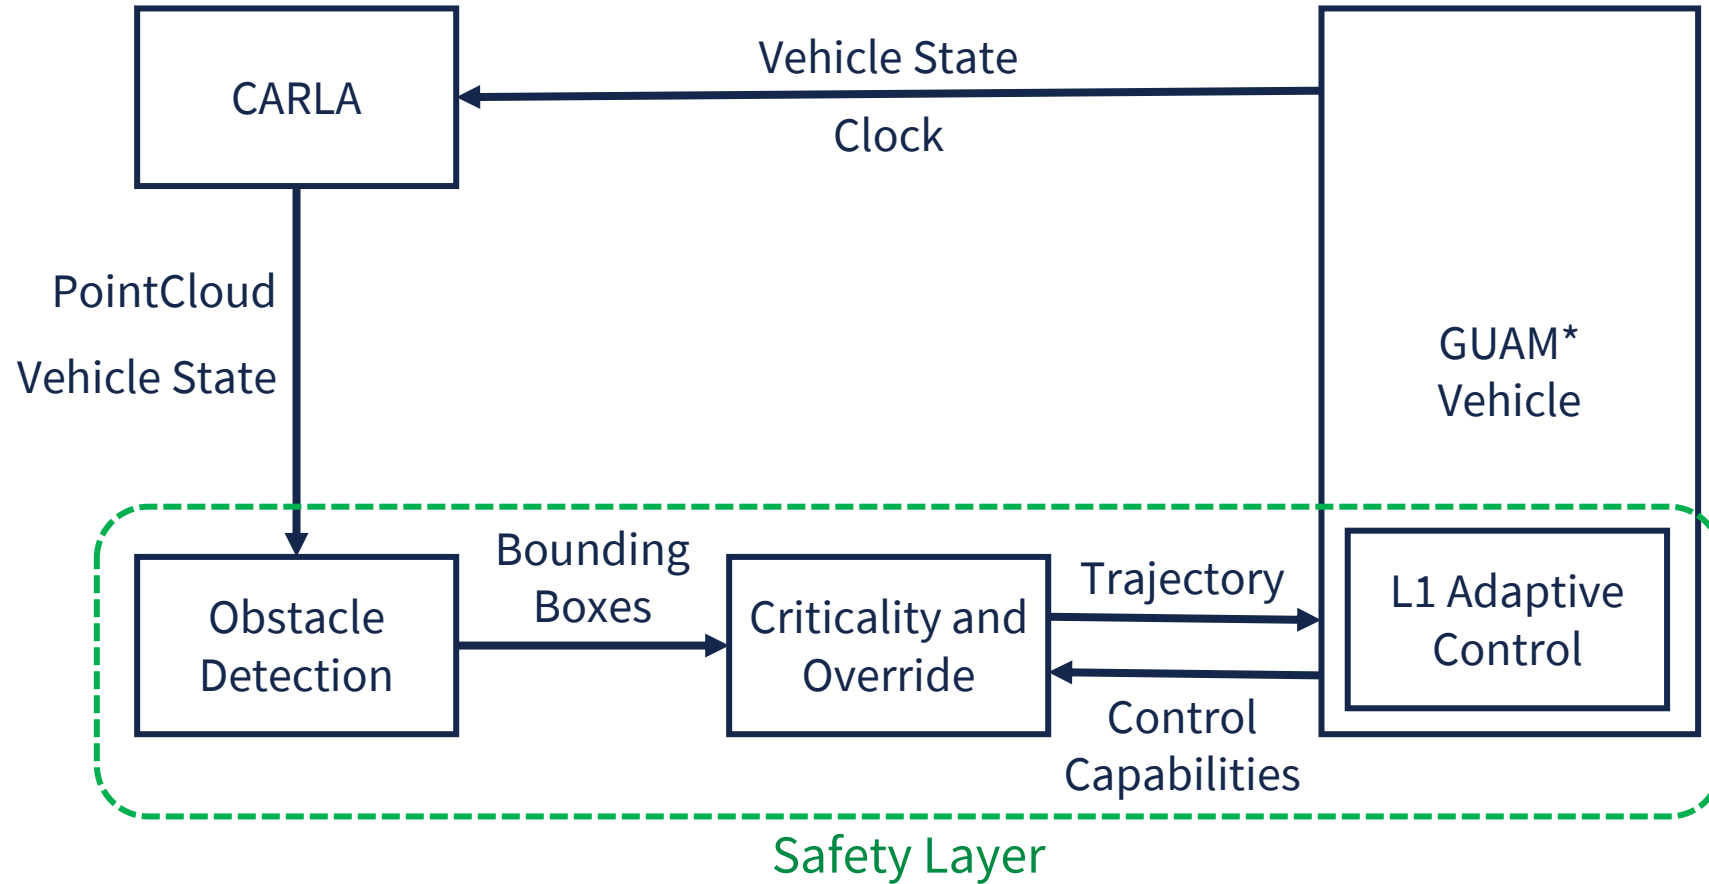 CARLA
Vehicle State
Clock
PointCloud
Vehicle State
GUAM*
Vehicle
Obstacle
Detection
Bounding
Boxes
Criticality and
Override
Trajectory
Control
Capabilities
L1 Adaptive
Control
Safety Layer